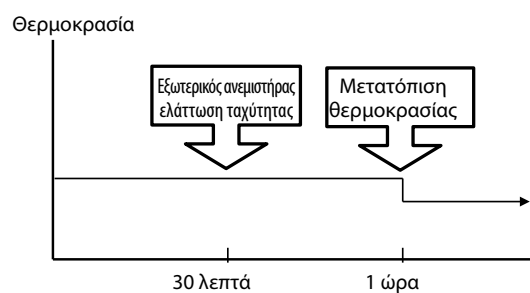 Θερμοκρασία
Εξωτερικός ανεμιστήρας
ελάττωση ταχύτητας
Μετατόπιση
θερμοκρασίας
30 λεπτά
1 ώρα